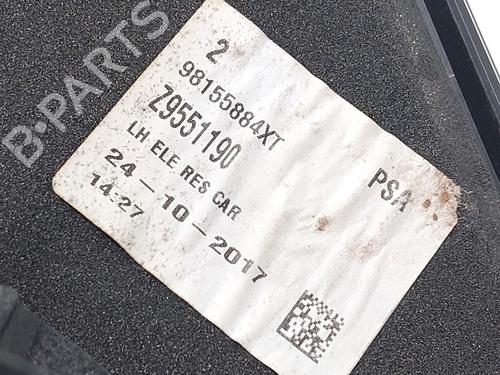 2
98155884XT
Z9551190
PSA
LH ELE RES CAR
24-10-2017
14:27
B-PARTS